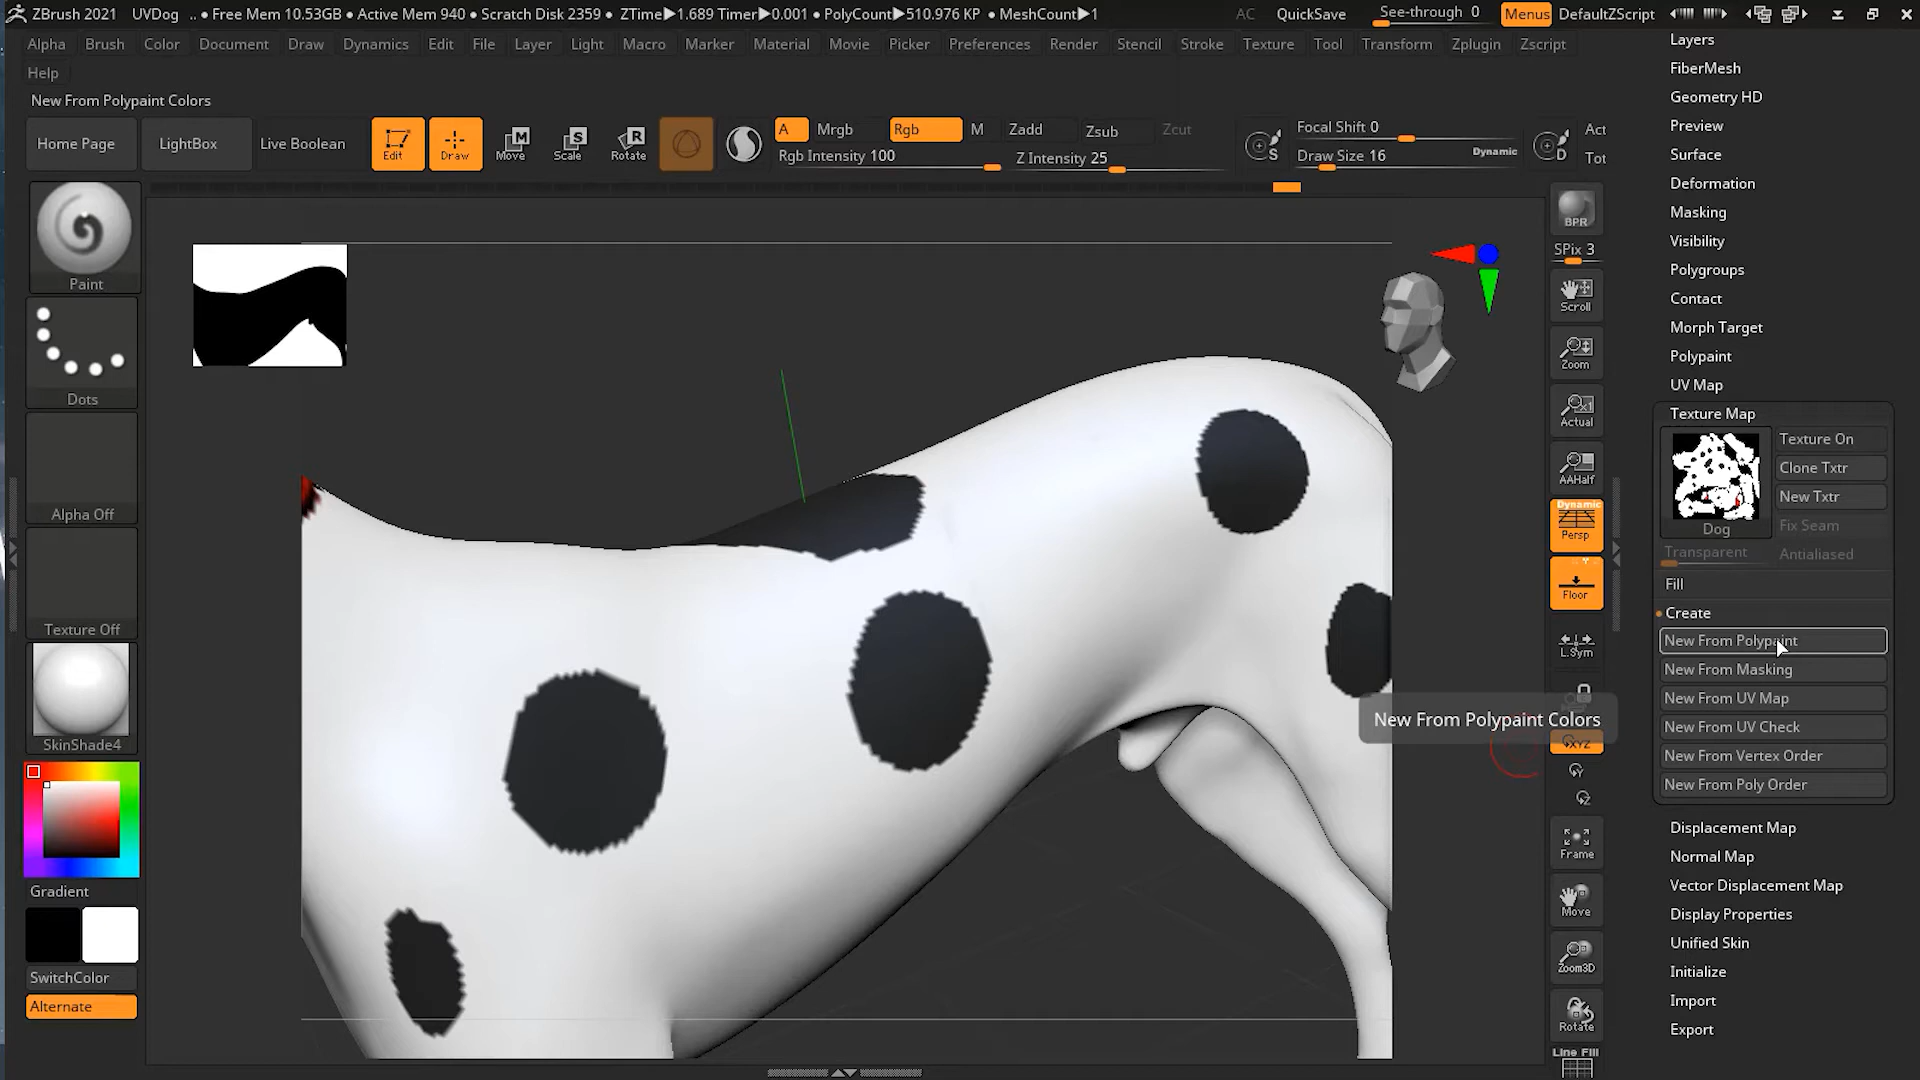 ZBrush 2021 UVDog .. • Free Mem 10.53GB • Active Mem 940 • Scratch Disk 2359 • ZTime▶1.689 Timer▶0.001 • PolyCount▶510.976 KP • MeshCount▶1 AC QuickSave See-through 0 Menus DefaultZScript
Alpha Brush Color Document Draw Dynamics Edit File Layer Light Macro Marker Material Movie Picker Preferences Render Stencil Stroke Surface Texture Tool Transform Zplugin Zscript
Help
New From Polypaint Colors
Home Page LightBox Live Boolean Edit Draw Move Scale Rotate
M S R
A Mrgb Rgb M Zadd Zsub Zcut
Rgb Intensity 100 Z Intensity 25
S Focal Shift 0 D Act
Draw Size 16 Dynamic Tot
Paint
Dots
Alpha Off
Texture Off
SkinShade4
Gradient
SwitchColor
Alternate
BPR
SPix 3
Scroll
Zoom
Actual
AAHalf
Dynamic
Persp
Floor
L.Sym
XYZ
Y
Z
Frame
Move
Zoom3D
Rotate
Line Fill
New From Polypaint Colors
Layers
FiberMesh
Geometry HD
Preview
Surface
Deformation
Masking
Visibility
Polygroups
Contact
Morph Target
Polypaint
UV Map
Texture Map
Texture On
Clone Txtr
New Txtr
Dog Fix Seam
Transparent Antialiased
Fill
Create
New From Polypaint
New From Masking
New From UV Map
New From UV Check
New From Vertex Order
New From Poly Order
Displacement Map
Normal Map
Vector Displacement Map
Display Properties
Unified Skin
Initialize
Import
Export